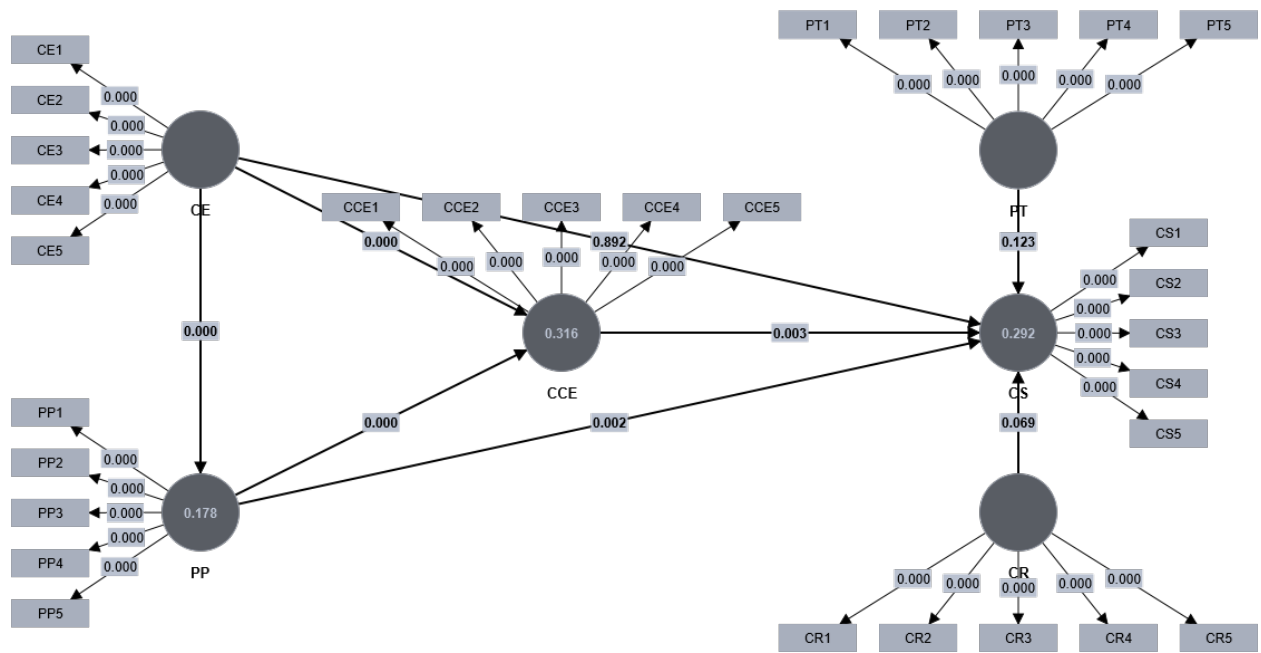 PT1 PT2 PT3 PT4 PT5
0.000 0.000 0.000 0.000 0.000
PT
0.123
CE1
CE2
CE3
CE4
CE5
0.000
0.000
0.000
0.000
0.000
CE
CCE1 CCE2 CCE3 CCE4 CCE5
0.000
0.892
0.000 0.000 0.000 0.000 0.000
0.316
CCE
0.003
0.292
CS
CS1
CS2
CS3
CS4
CS5
0.000
0.000
0.000
0.000
0.000
0.000
0.000
0.002
0.069
PP1
PP2
PP3
PP4
PP5
0.000
0.000
0.000
0.000
0.000
0.178
PP
CR
0.000 0.000 0.000 0.000 0.000
CR1 CR2 CR3 CR4 CR5